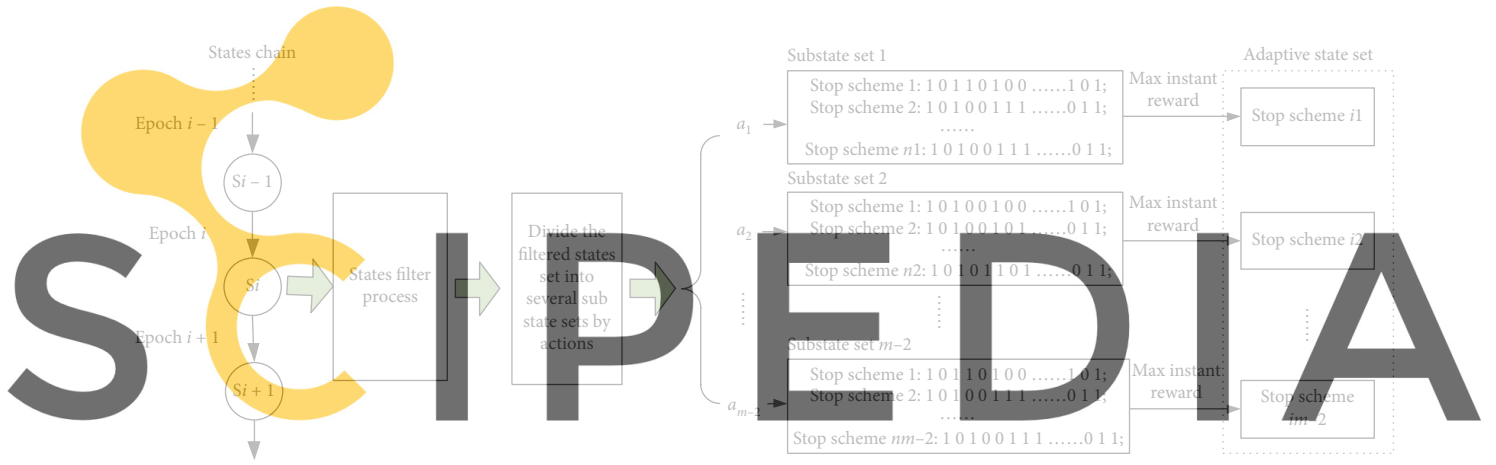 States chain
Epoch i – 1
Si – 1
Epoch i
Si
Epoch i + 1
Si + 1
States filter
process
Divide the
filtered states
set into
several sub
state sets by
actions
a1
a2
am–2
Substate set 1
Stop scheme 1: 1 0 1 1 0 1 0 0 ......1 0 1;
Stop scheme 2: 1 0 1 0 0 1 1 1 ......0 1 1;
......
Stop scheme n1: 1 0 1 0 0 1 1 1 ......0 1 1;
Max instant
reward
Substate set 2
Stop scheme 1: 1 0 1 0 0 1 0 0 ......1 0 1;
Stop scheme 2: 1 0 1 0 0 1 0 1 ......0 1 1;
......
Stop scheme n2: 1 0 1 0 1 1 0 1 ......0 1 1;
Max instant
reward
Substate set m–2
Stop scheme 1: 1 0 1 1 0 1 0 0 ......1 0 1;
Stop scheme 2: 1 0 1 0 0 1 1 1 ......0 1 1;
......
Stop scheme nm–2: 1 0 1 0 0 1 1 1 ......0 1 1;
Max instant
reward
Adaptive state set
Stop scheme i1
Stop scheme i2
Stop scheme
im–2
SCIPEDIA